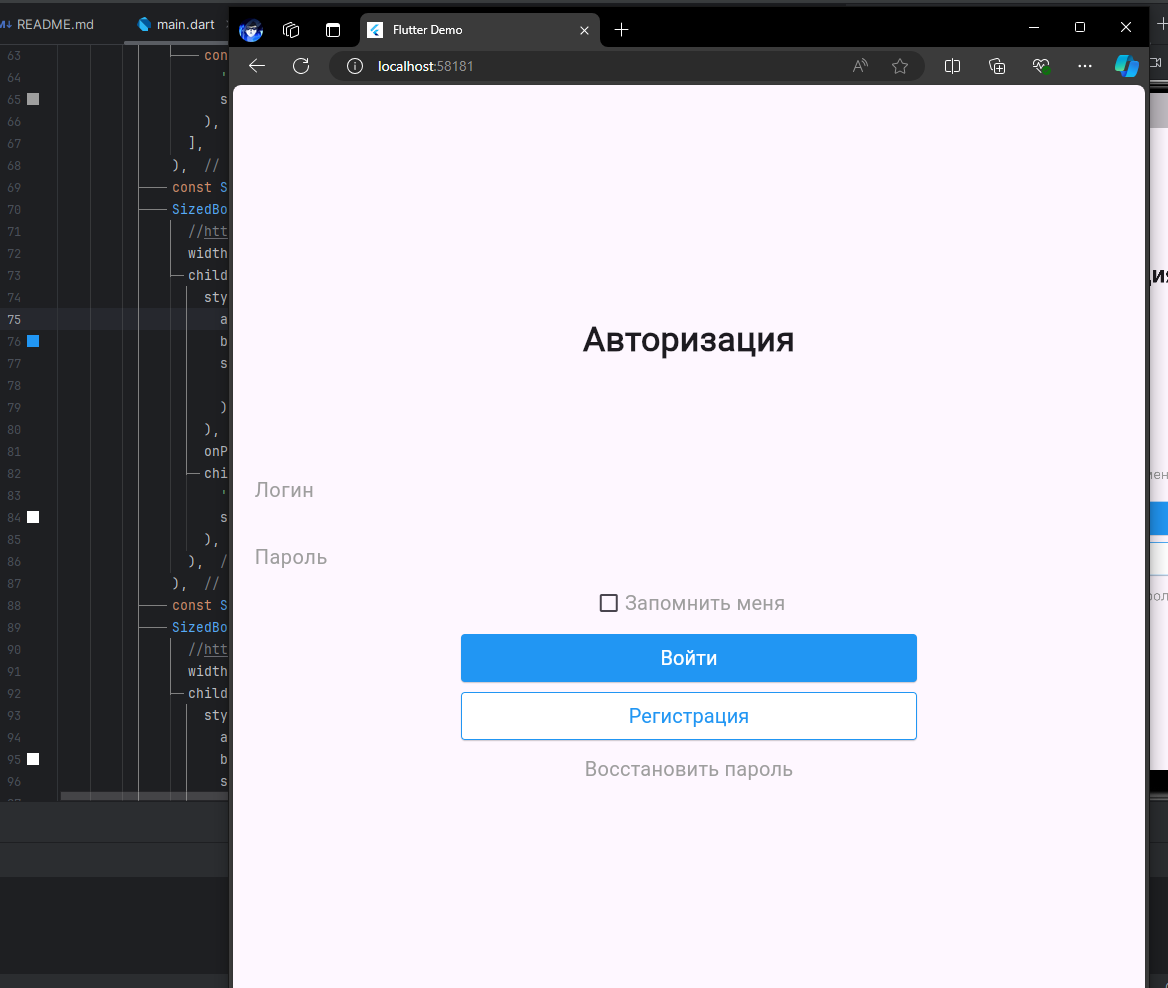 README.md
main.dart
Flutter Demo
localhost:58181
63 con
64 '
65 s
66 ),
67 ],
68 ), //
69 const S
70 SizedBo
71 //htt
72 width
73 child
74 sty
75 a
76 b
77 s
78
79 )
80 ),
81 onP
82 chi
83 '
84 s
85 ),
86 ), /
87 ), //
88 const S
89 SizedBo
90 //htt
91 width
92 child
93 sty
94 a
95 b
96 s
Авторизация
Логин
Пароль
Запомнить меня
Войти
Регистрация
Восстановить пароль